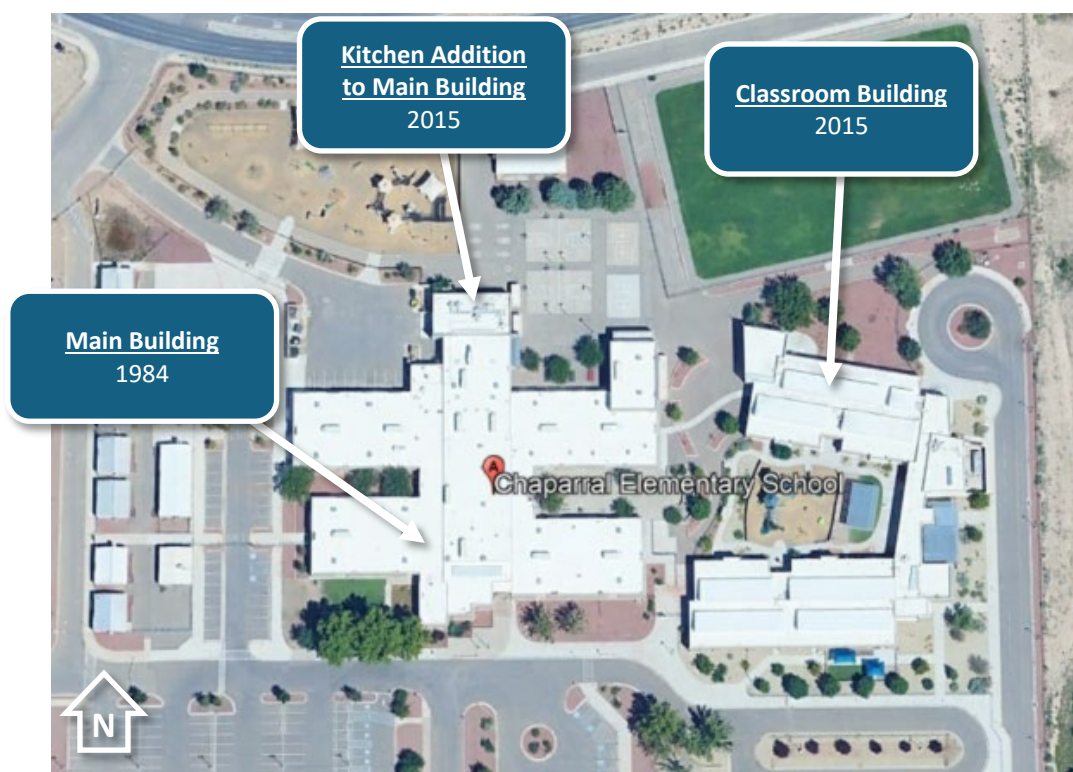 Kitchen Addition
to Main Building
2015
Classroom Building
2015
Main Building
1984
A
Chaparral Elementary School
N